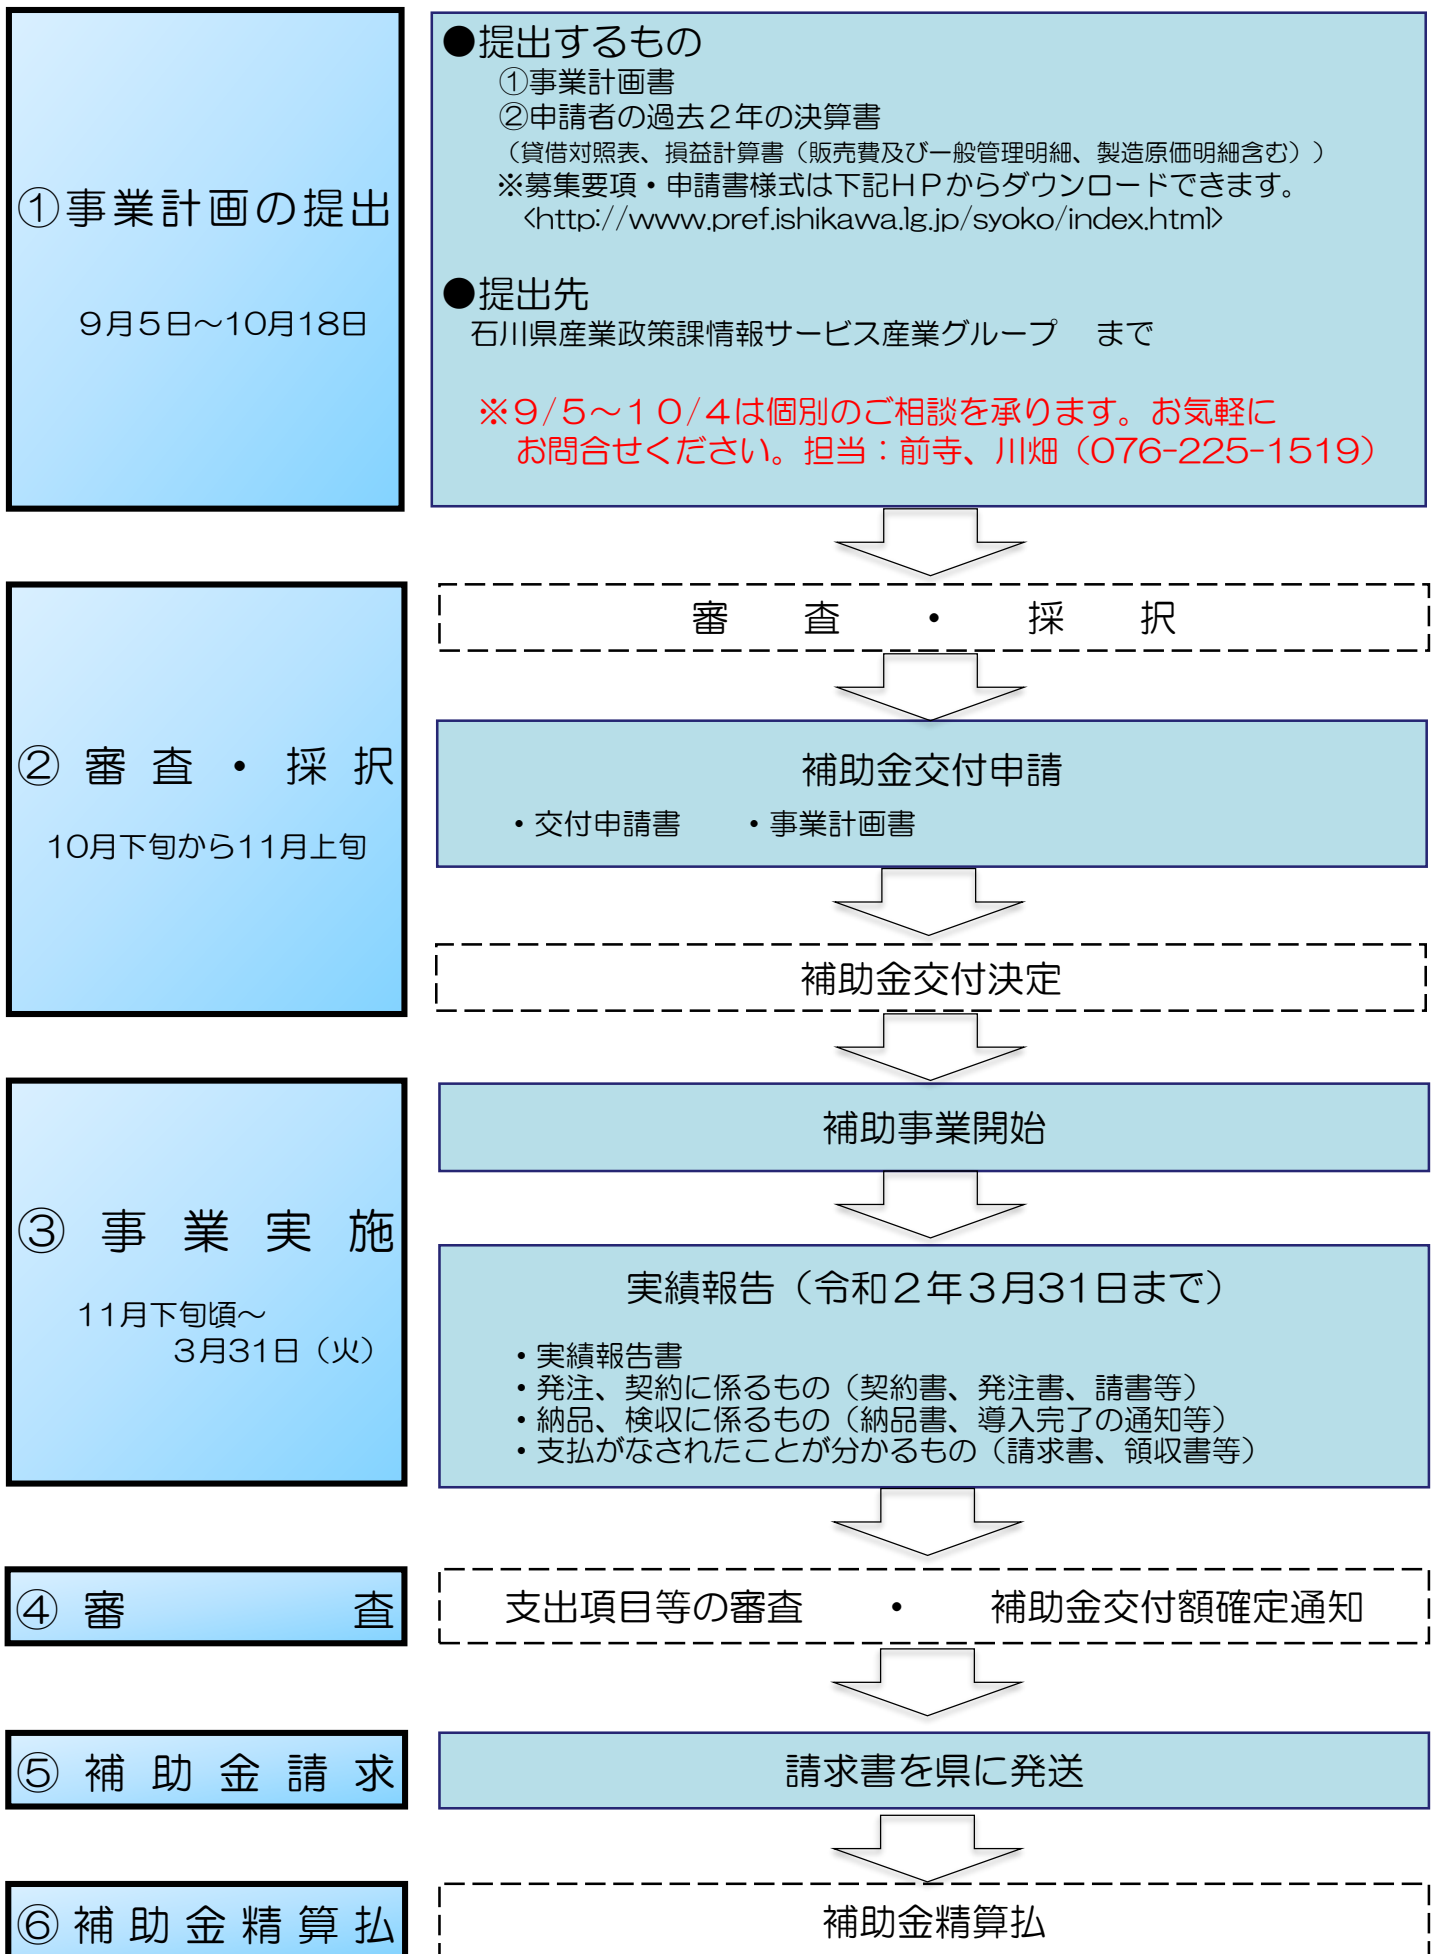 ①事業計画の提出
9月5日～10月18日
●提出するもの
①事業計画書
②申請者の過去２年の決算書
（貸借対照表、損益計算書（販売費及び一般管理明細、製造原価明細含む））
※募集要項・申請書様式は下記ＨＰからダウンロードできます。
<http://www.pref.ishikawa.lg.jp/syoko/index.html>
●提出先
石川県産業政策課情報サービス産業グループ　まで
※９/５～１０/４は個別のご相談を承ります。お気軽に
お問合せください。担当：前寺、川畑（076-225-1519）
②審査・採択
10月下旬から11月上旬
審査・採択
補助金交付申請
・交付申請書　・事業計画書
補助金交付決定
③事業実施
11月下旬頃～
３月31日（火）
補助事業開始
実績報告（令和２年３月31日まで）
・実績報告書
・発注、契約に係るもの（契約書、発注書、請書等）
・納品、検収に係るもの（納品書、導入完了の通知等）
・支払がなされたことが分かるもの（請求書、領収書等）
④審査
支出項目等の審査　・　補助金交付額確定通知
⑤補助金請求
請求書を県に発送
⑥補助金精算払
補助金精算払